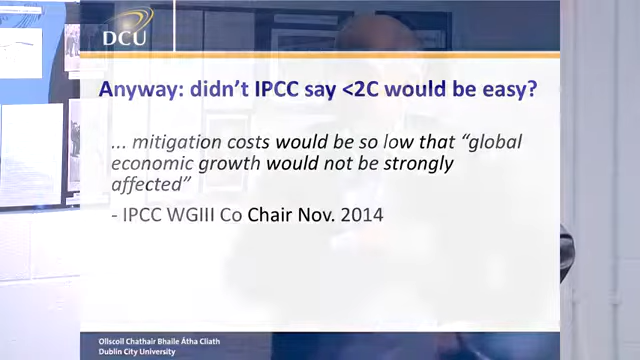 DCU
Anyway: didn't IPCC say <2C would be easy?
... mitigation costs would be so low that “global
economic growth would not be strongly
affected”
- IPCC WGIII Co Chair Nov. 2014
Ollscoil Chathair Bhaile Átha Cliath
Dublin City University